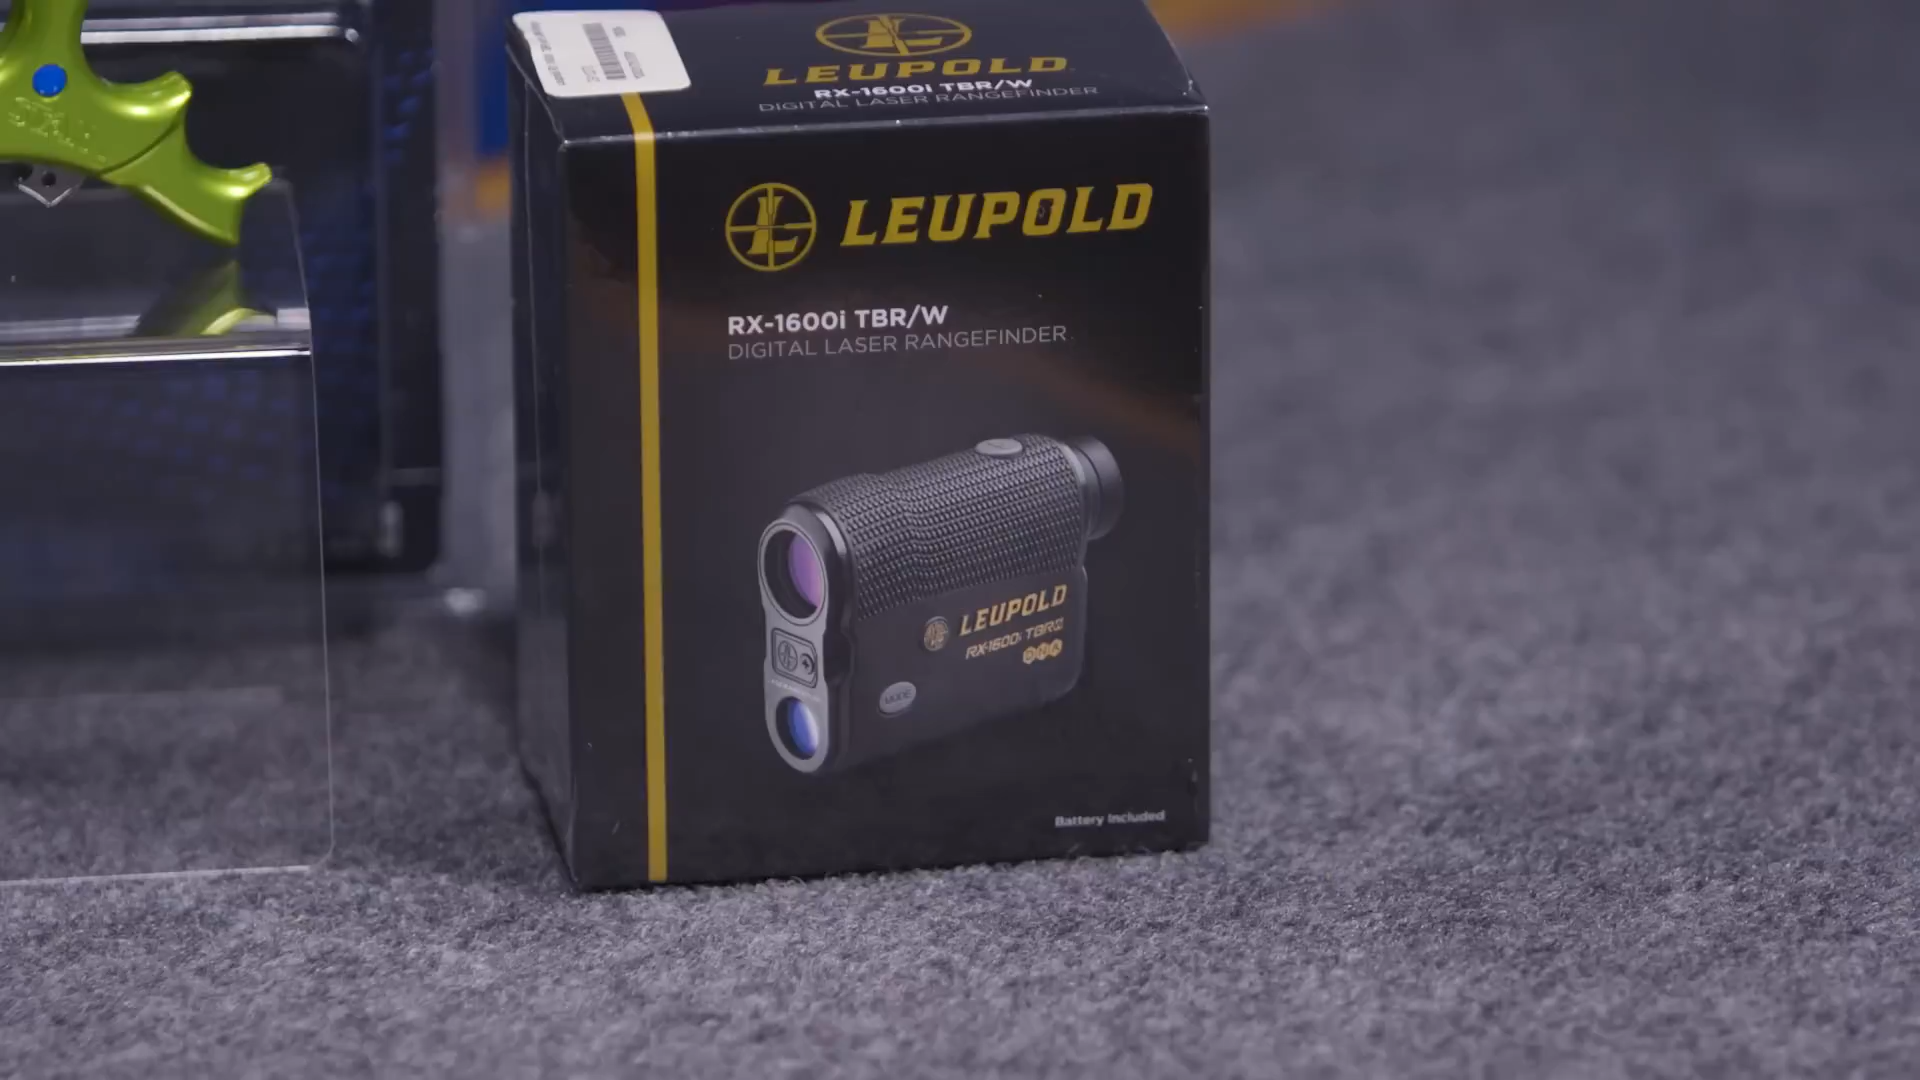 LEUPOLD
RX-1600i TBR/W
DIGITAL LASER RANGEFINDER
LEUPOLD
RX-1600i TBR/W
DIGITAL LASER RANGEFINDER
LEUPOLD
RX-1600i TBR/W
DNA
MODE
Battery Included